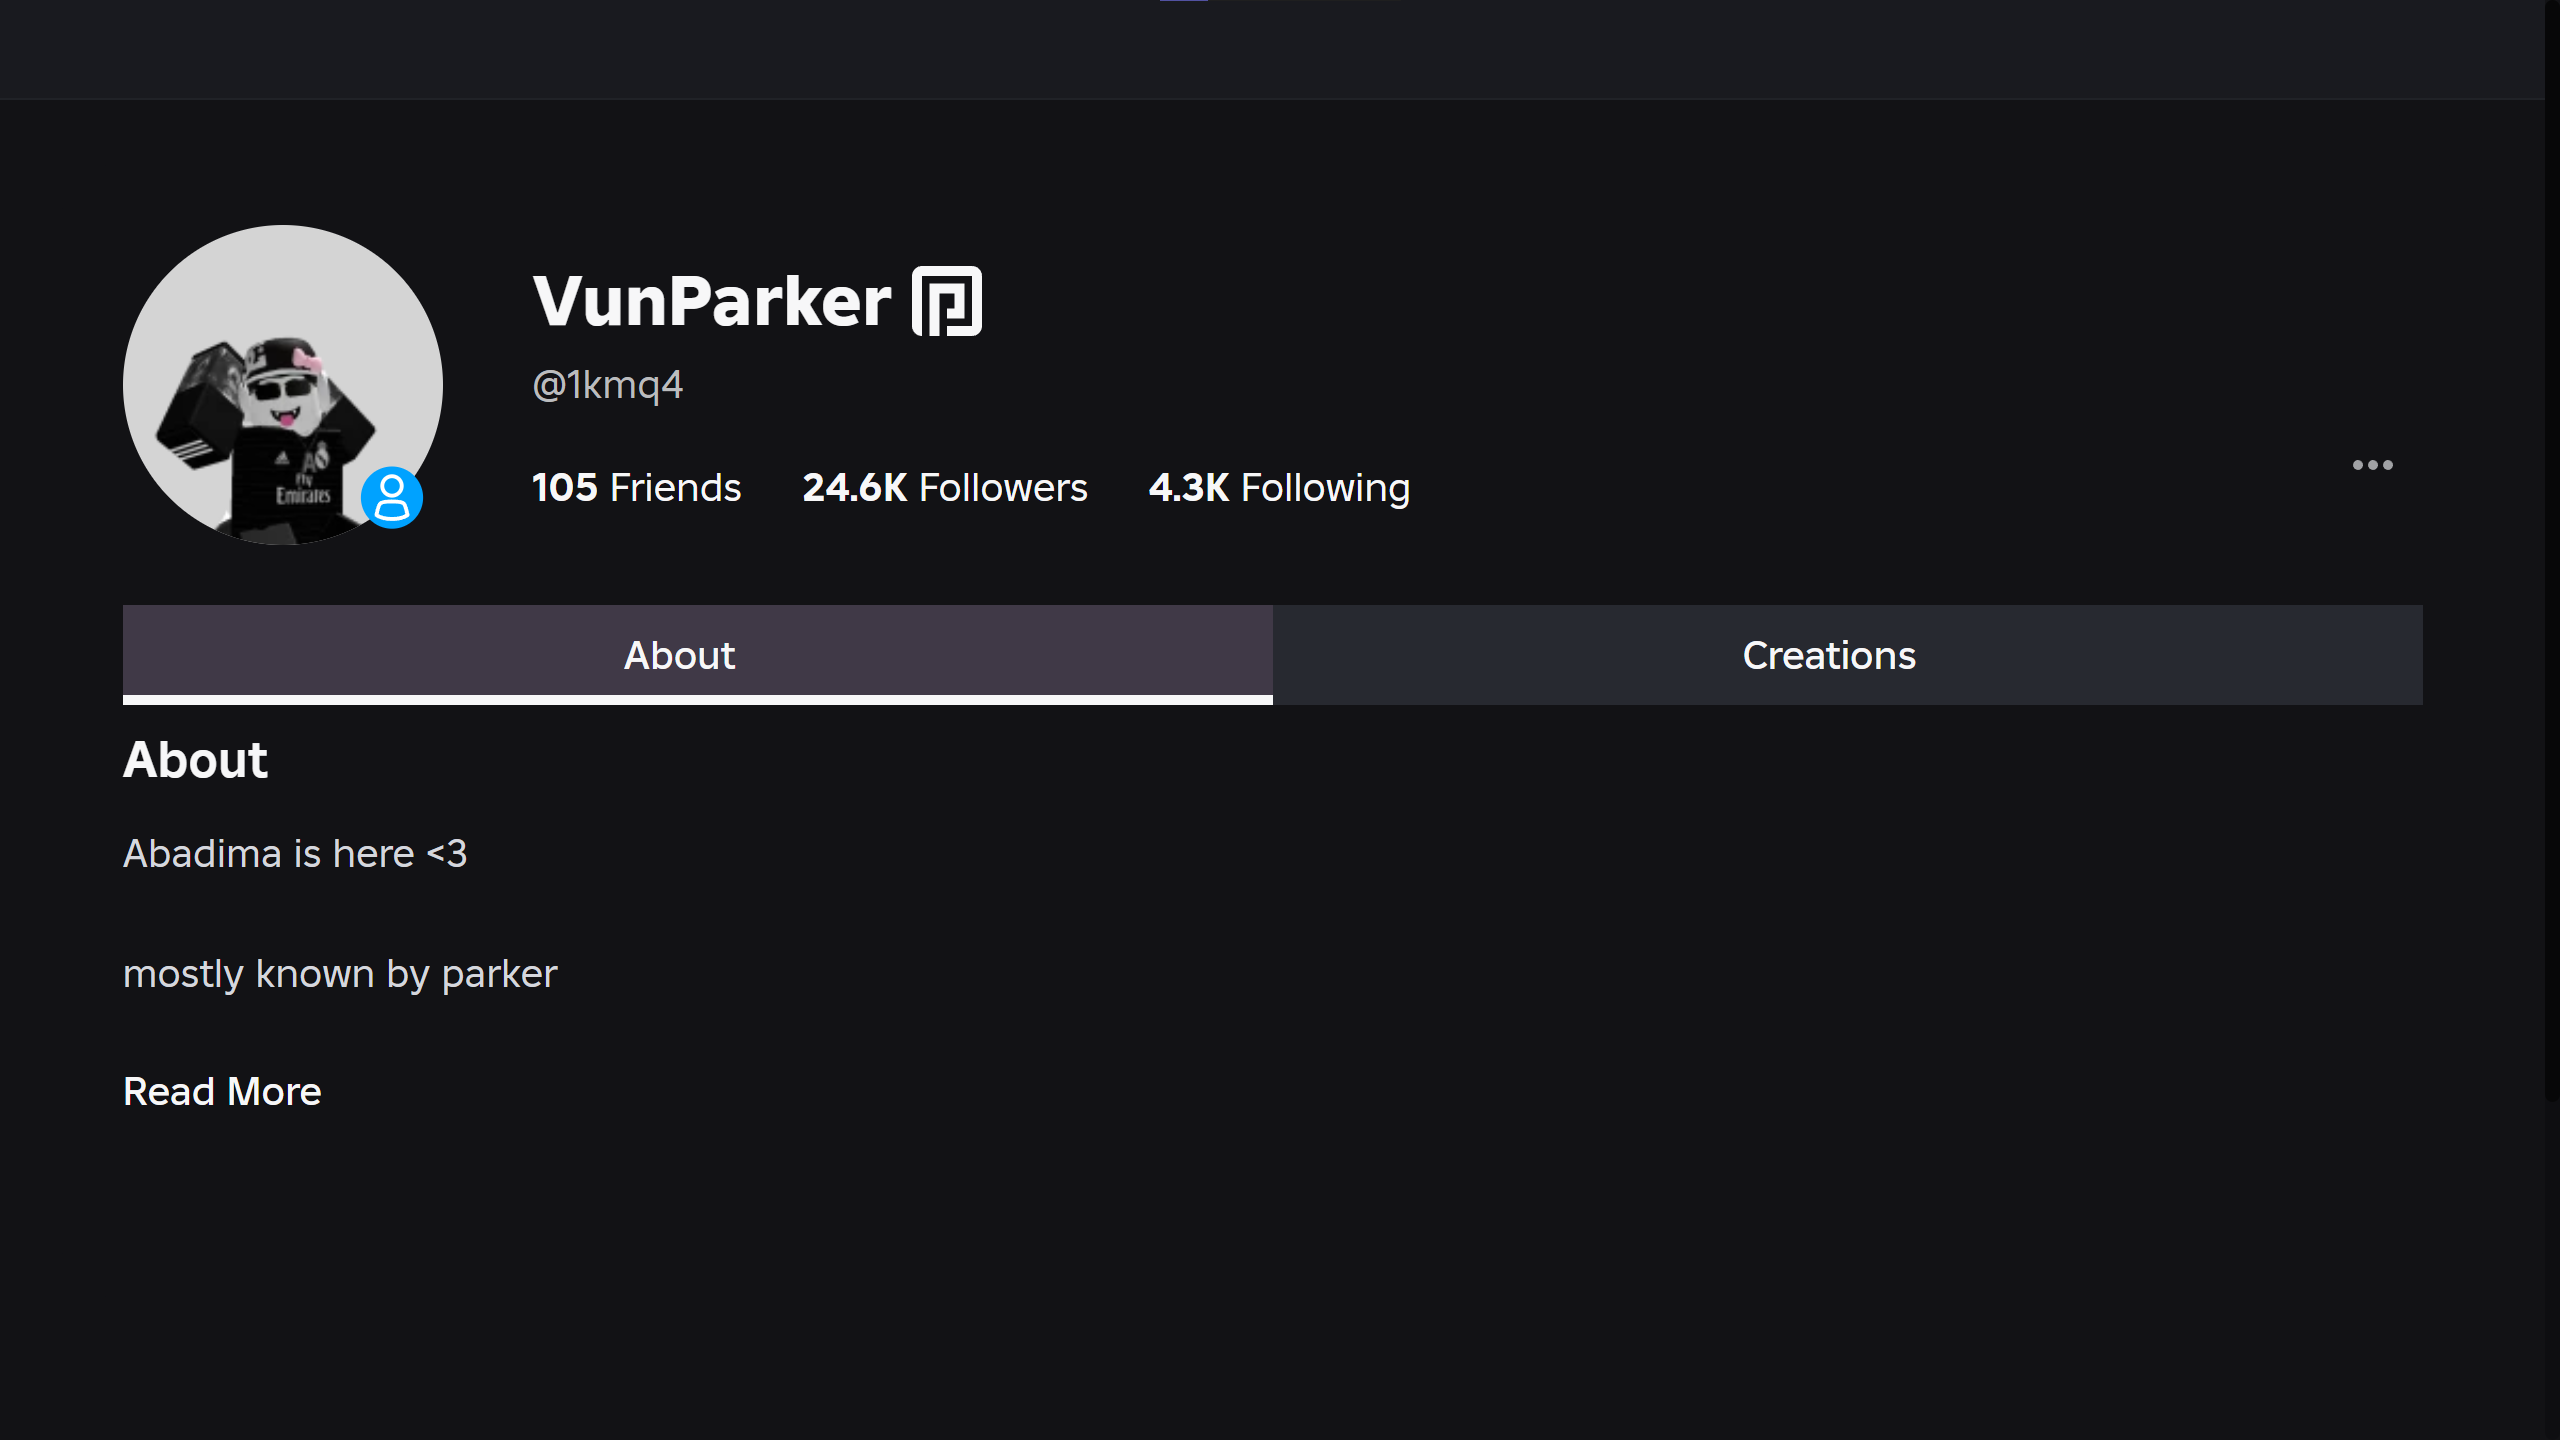 VunParker
@1kmq4
105 Friends 24.6K Followers 4.3K Following
Fly
Emirates
About Creations
About
Abadima is here <3
mostly known by parker
Read More